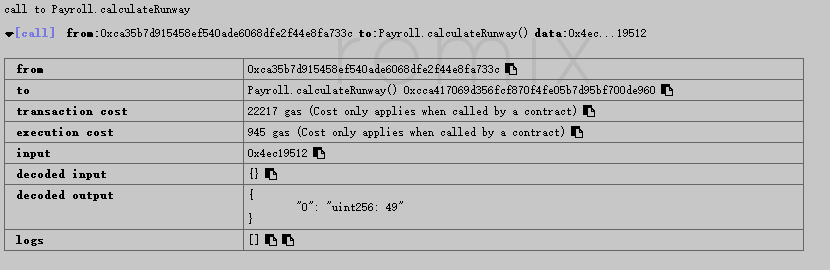 call to Payroll.calculateRunway
[call] from:0xca35b7d915458ef540ade6068dfe2f44e8fa733c to:Payroll.calculateRunway() data:0x4ec...19512
remix
from 0xca35b7d915458ef540ade6068dfe2f44e8fa733c
to Payroll.calculateRunway() 0xcca417069d356fcf870f4fe05b7d95bf700de960
transaction cost 22217 gas (Cost only applies when called by a contract)
execution cost 945 gas (Cost only applies when called by a contract)
input 0x4ec19512
decoded input {}
decoded output {
"0": "uint256: 49"
}
logs []